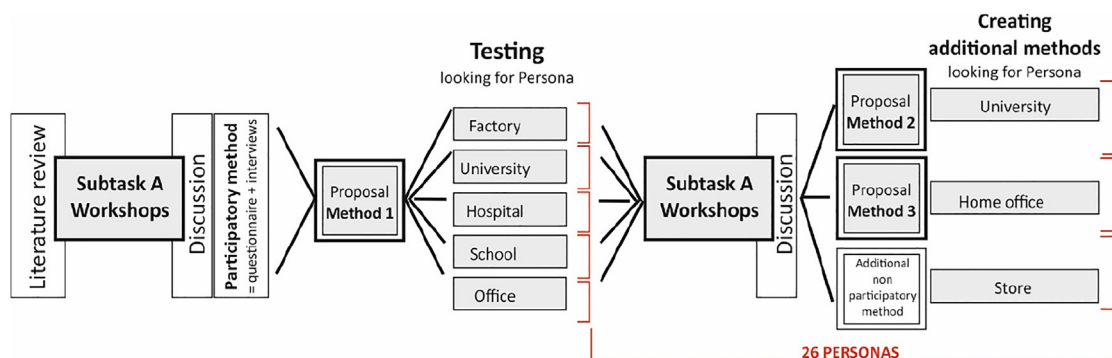 Literature review
Subtask A
Workshops
Discussion
Participatory method
= questionnaire + interviews
Proposal
Method 1
Testing
looking for Persona
Factory
University
Hospital
School
Office
Subtask A
Workshops
Discussion
Creating
additional methods
looking for Persona
Proposal
Method 2
University
Proposal
Method 3
Home office
Additional
non
participatory
method
Store
26 PERSONAS